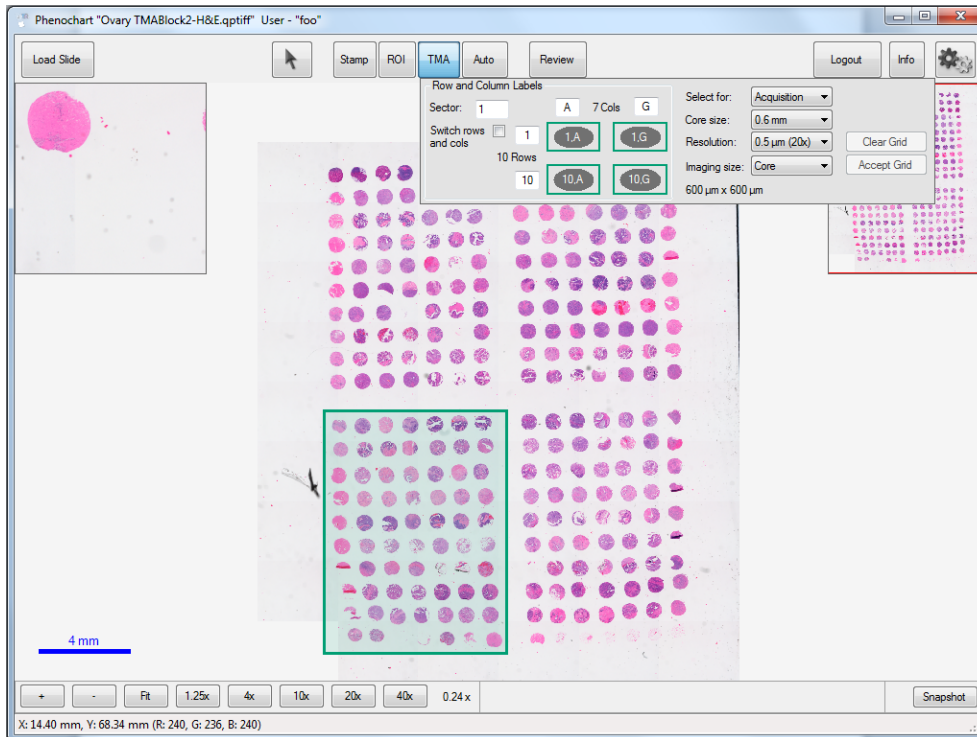 Phenochart "Ovary TMABlock2-H&E.qptiff" User - "foo"
Load Slide Stamp ROI TMA Auto Review Logout Info
Row and Column Labels
Sector: 1 A 7 Cols G
Switch rows and cols 1 1,A 1,G
10 Rows
10 10,A 10,G
Select for: Acquisition
Core size: 0.6 mm
Resolution: 0.5 µm (20x) Clear Grid
Imaging size: Core Accept Grid
600 µm x 600 µm
4 mm
+ - Fit 1.25x 4x 10x 20x 40x 0.24 x Snapshot
X: 14.40 mm, Y: 68.34 mm (R: 240, G: 236, B: 240)